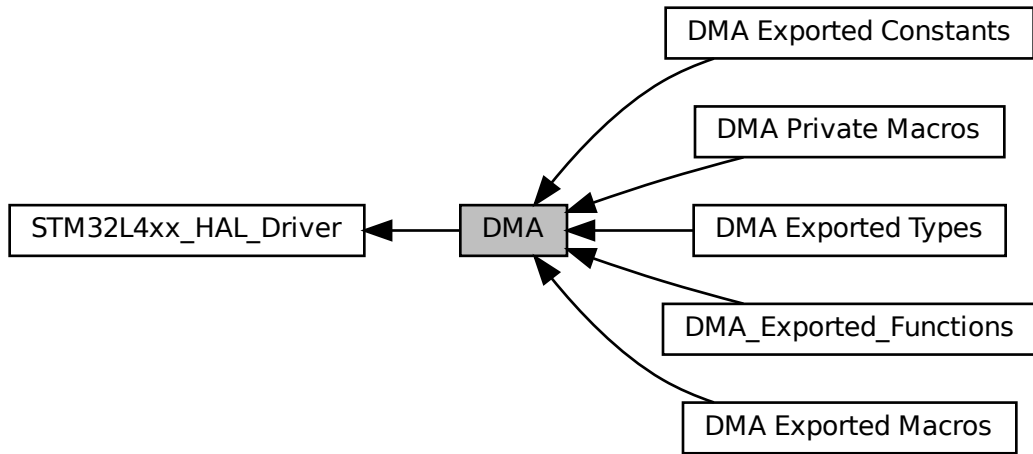 DMA Exported Constants
DMA Private Macros
STM32L4xx_HAL_Driver
DMA
DMA Exported Types
DMA_Exported_Functions
DMA Exported Macros